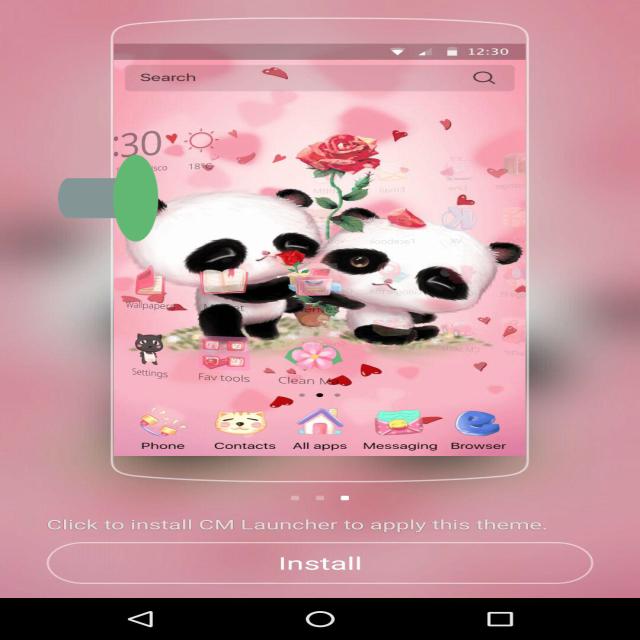 12:30
Search
:30
sco 18°C
Wallpaper
Settings
Fav tools
Clean M
Phone Contacts All apps Messaging Browser
Click to install CM Launcher to apply this theme.
Install